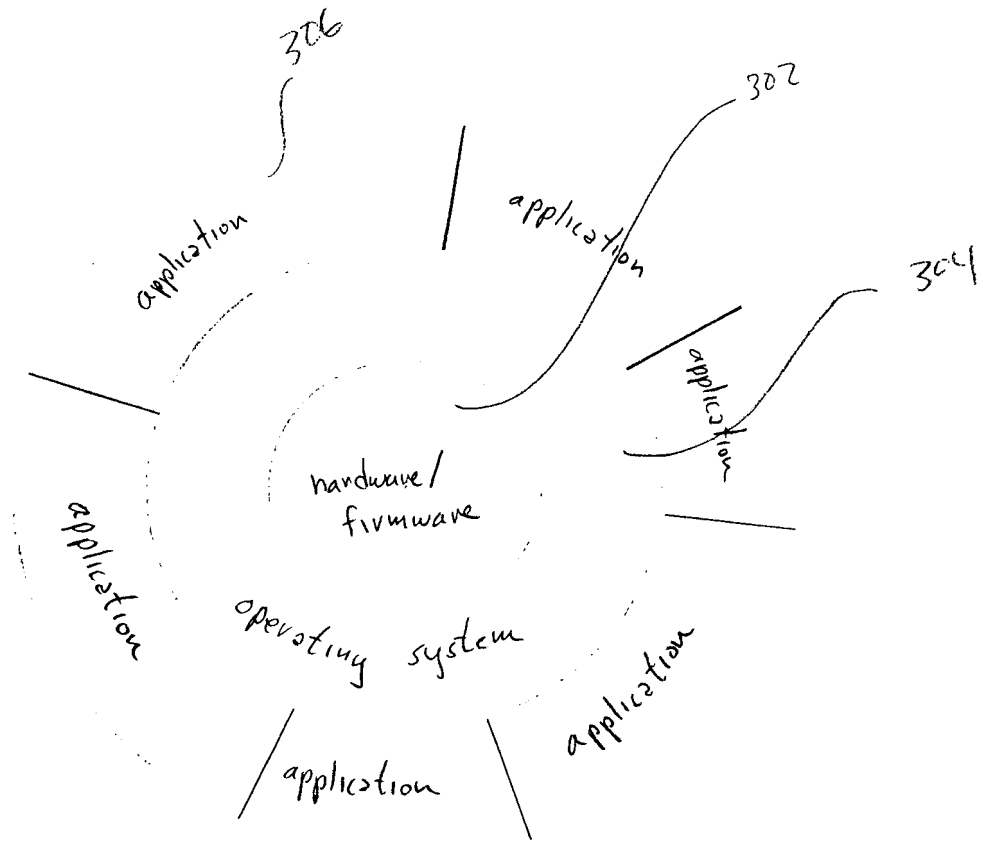 306
302
application
application
304
application
hardware/
firmware
application
operating system
application
application